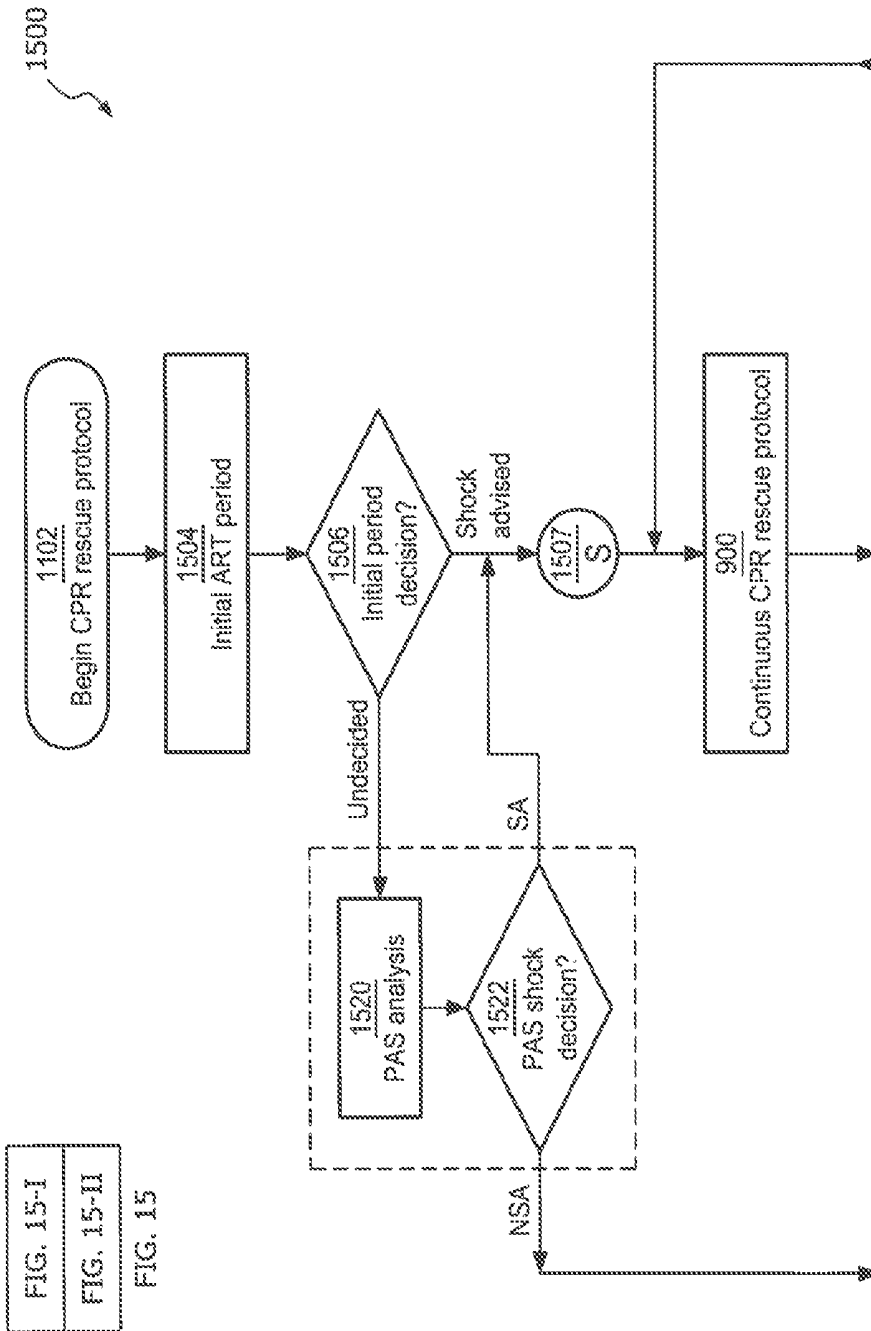 FIG. 15-I
FIG. 15-II
FIG. 15
1500
1102
Begin CPR rescue protocol
1504
Initial ART period
1506
Initial period
decision?
Undecided
Shock
advised
1520
PAS analysis
1522
PAS shock
decision?
NSA
SA
1507
S
900
Continuous CPR rescue protocol